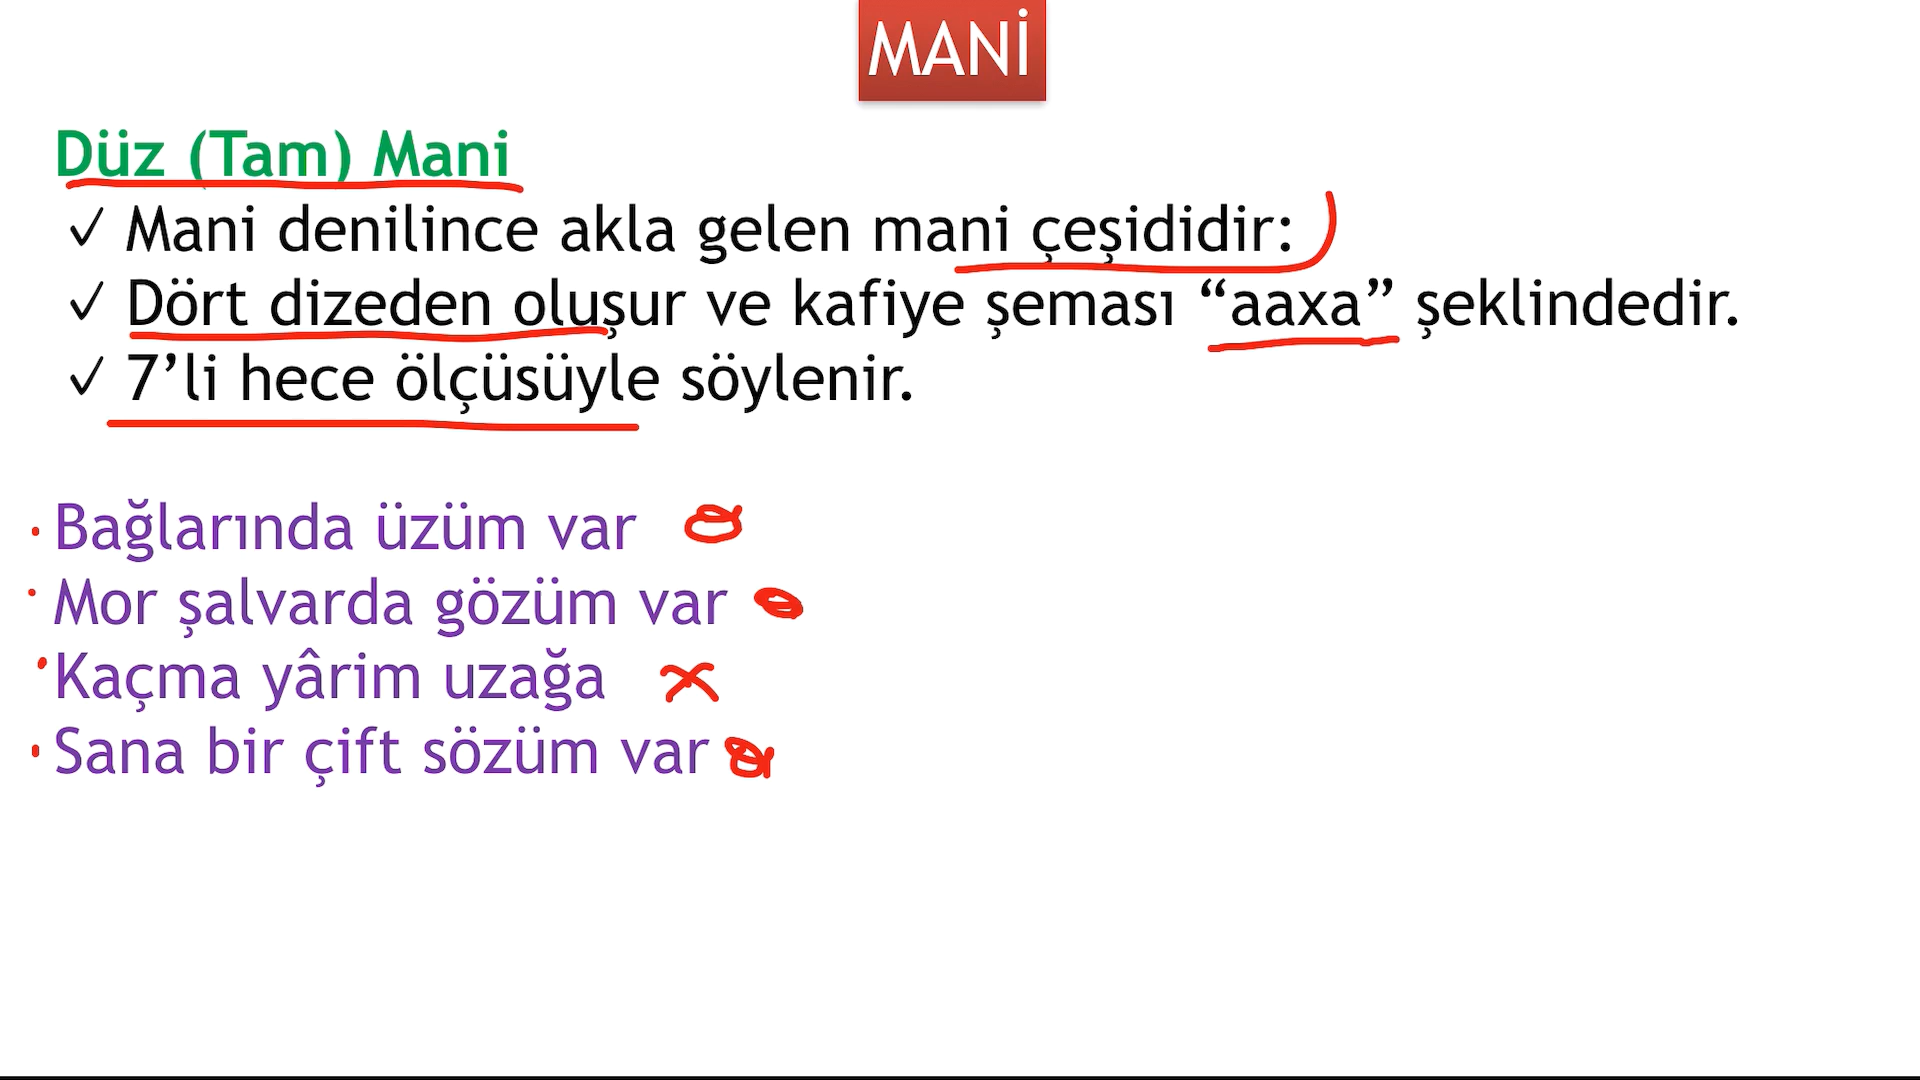 MANİ
Düz (Tam) Mani
✓ Mani denilince akla gelen mani çeşididir:
✓ Dört dizeden oluşur ve kafiye şeması “aaxa” şeklindedir.
✓ 7’li hece ölçüsüyle söylenir.
Bağlarında üzüm var a
Mor şalvarda gözüm var a
Kaçma yârim uzağa x
Sana bir çift sözüm var a